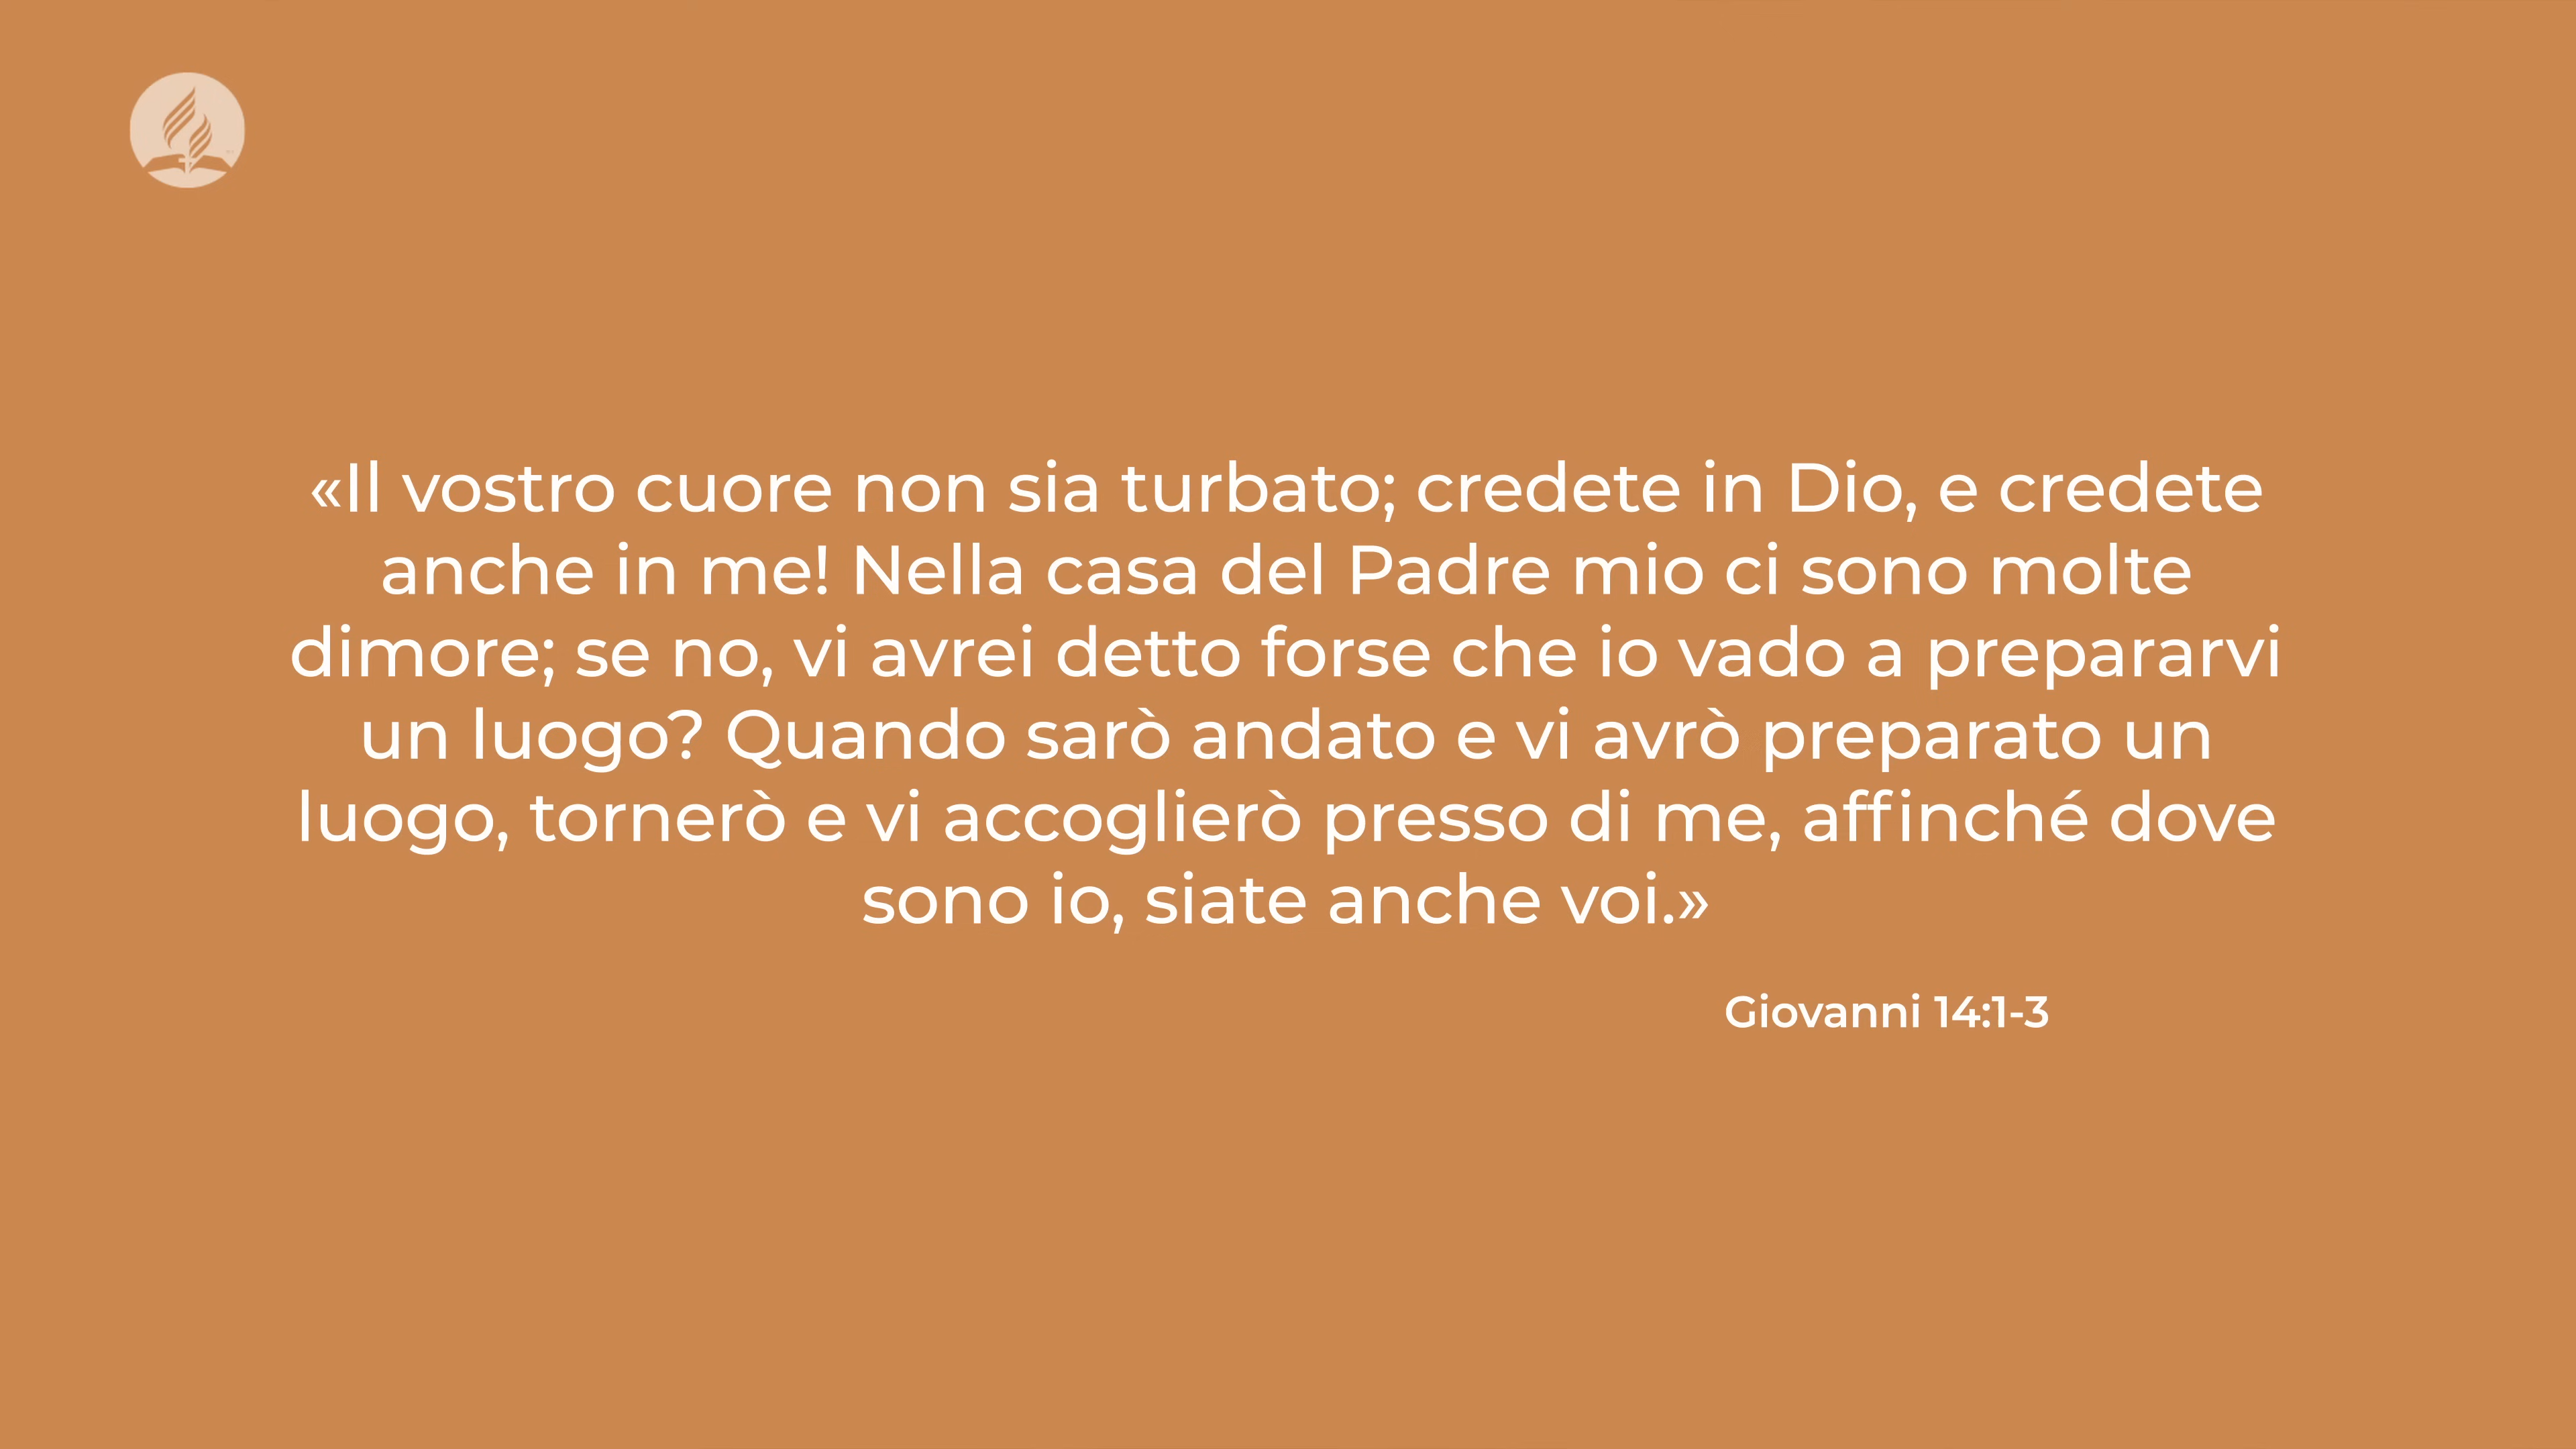 «Il vostro cuore non sia turbato; credete in Dio, e credete
anche in me! Nella casa del Padre mio ci sono molte
dimore; se no, vi avrei detto forse che io vado a prepararvi
un luogo? Quando sarò andato e vi avrò preparato un
luogo, tornerò e vi accoglierò presso di me, affinché dove
sono io, siate anche voi.»
Giovanni 14:1-3